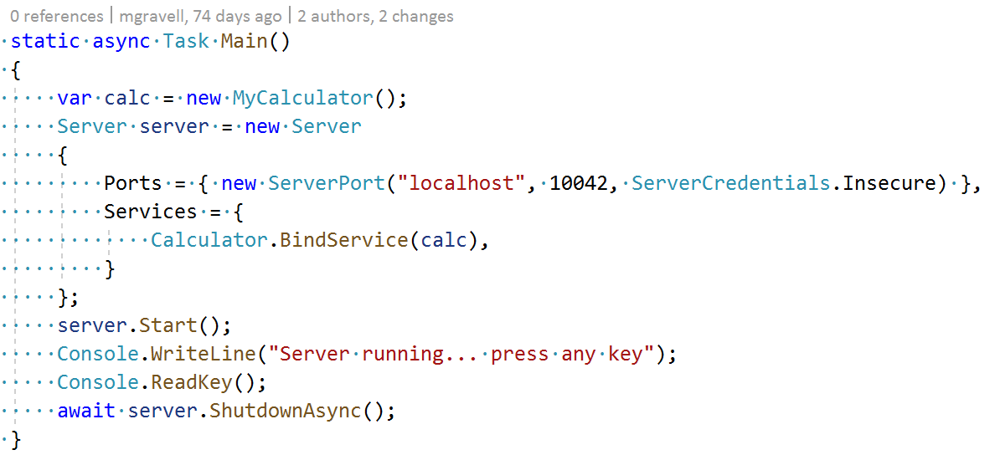 0 references | mgravell, 74 days ago | 2 authors, 2 changes
static async Task Main()
{
    var calc = new MyCalculator();
    Server server = new Server
    {
        Ports = { new ServerPort("localhost", 10042, ServerCredentials.Insecure) },
        Services = {
            Calculator.BindService(calc),
        }
    };
    server.Start();
    Console.WriteLine("Server running... press any key");
    Console.ReadKey();
    await server.ShutdownAsync();
}